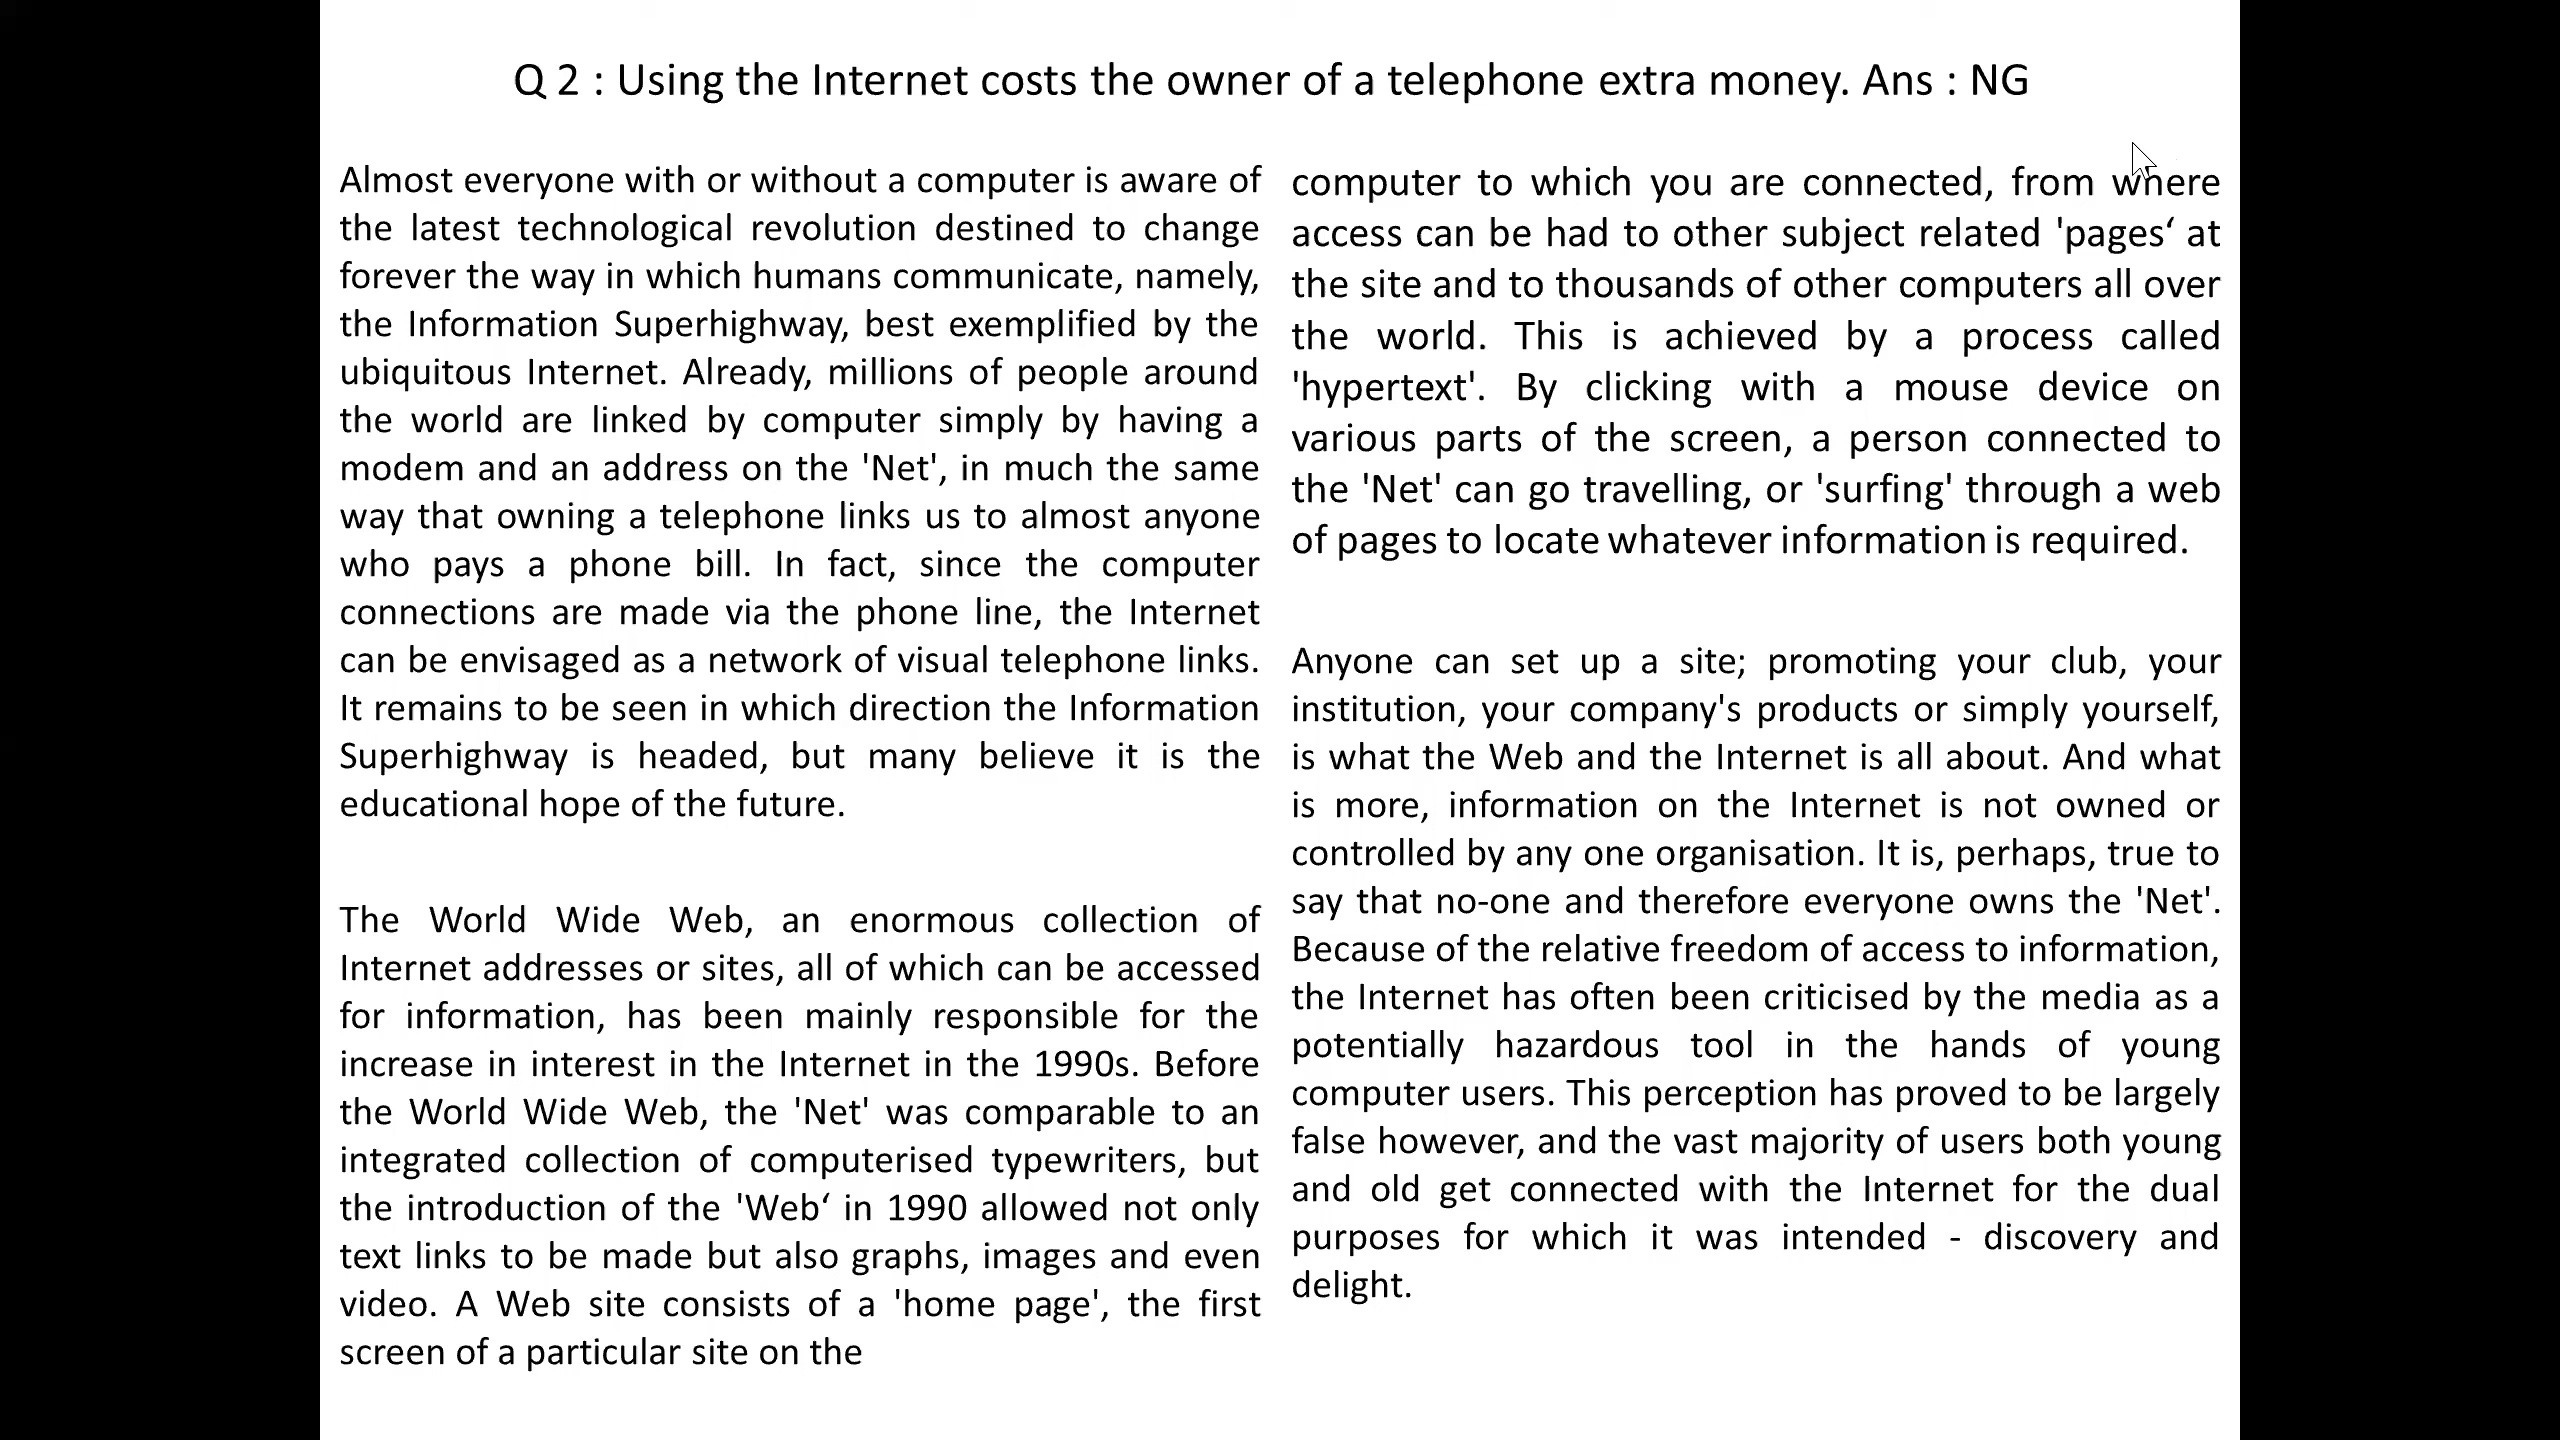 Q 2 : Using the Internet costs the owner of a telephone extra money. Ans : NG
Almost everyone with or without a computer is aware of
the latest technological revolution destined to change
forever the way in which humans communicate, namely,
the Information Superhighway, best exemplified by the
ubiquitous Internet. Already, millions of people around
the world are linked by computer simply by having a
modem and an address on the 'Net', in much the same
way that owning a telephone links us to almost anyone
who pays a phone bill. In fact, since the computer
connections are made via the phone line, the Internet
can be envisaged as a network of visual telephone links.
It remains to be seen in which direction the Information
Superhighway is headed, but many believe it is the
educational hope of the future.
The World Wide Web, an enormous collection of
Internet addresses or sites, all of which can be accessed
for information, has been mainly responsible for the
increase in interest in the Internet in the 1990s. Before
the World Wide Web, the 'Net' was comparable to an
integrated collection of computerised typewriters, but
the introduction of the 'Web‘ in 1990 allowed not only
text links to be made but also graphs, images and even
video. A Web site consists of a 'home page', the first
screen of a particular site on the
computer to which you are connected, from where
access can be had to other subject related 'pages‘ at
the site and to thousands of other computers all over
the world. This is achieved by a process called
'hypertext'. By clicking with a mouse device on
various parts of the screen, a person connected to
the 'Net' can go travelling, or 'surfing' through a web
of pages to locate whatever information is required.
Anyone can set up a site; promoting your club, your
institution, your company's products or simply yourself,
is what the Web and the Internet is all about. And what
is more, information on the Internet is not owned or
controlled by any one organisation. It is, perhaps, true to
say that no-one and therefore everyone owns the 'Net'.
Because of the relative freedom of access to information,
the Internet has often been criticised by the media as a
potentially hazardous tool in the hands of young
computer users. This perception has proved to be largely
false however, and the vast majority of users both young
and old get connected with the Internet for the dual
purposes for which it was intended - discovery and
delight.